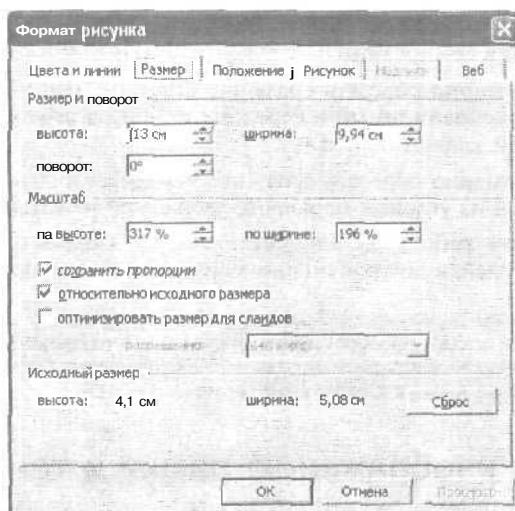 Формат рисунка
Цвета и линии Размер Положение Рисунок Веб
Размер и поворот
высота: 13 см ширина: 9,94 см
поворот: 0°
Масштаб
па высоте: 317 % по ширине: 196 %
сохранить пропорции
относительно исходного размера
оптимизировать размер для слайдов
Исходный размер
высота: 4,1 см ширина: 5,08 см Сброс
ОК Отмена